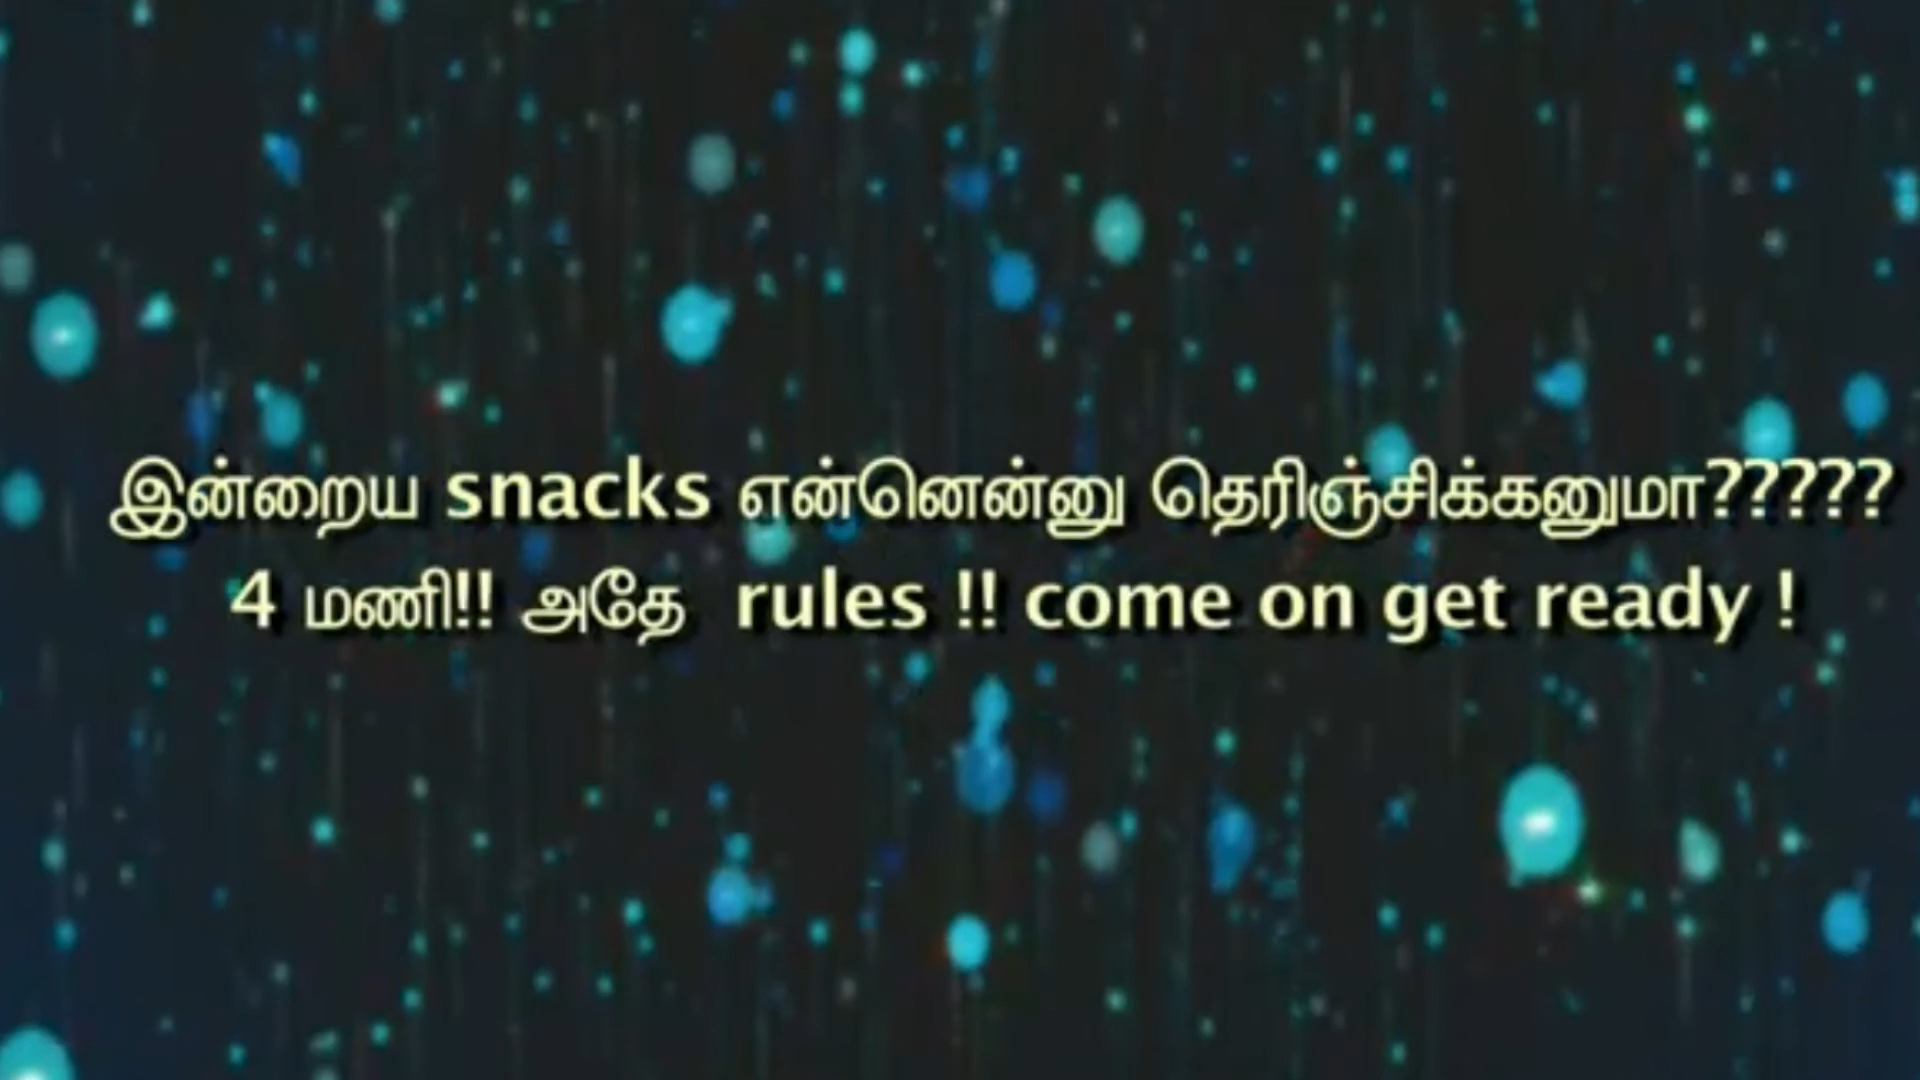 இன்றைய snacks என்னென்னு தெரிஞ்சிக்கனுமா?????
4 மணி!! அதே rules !! come on get ready !